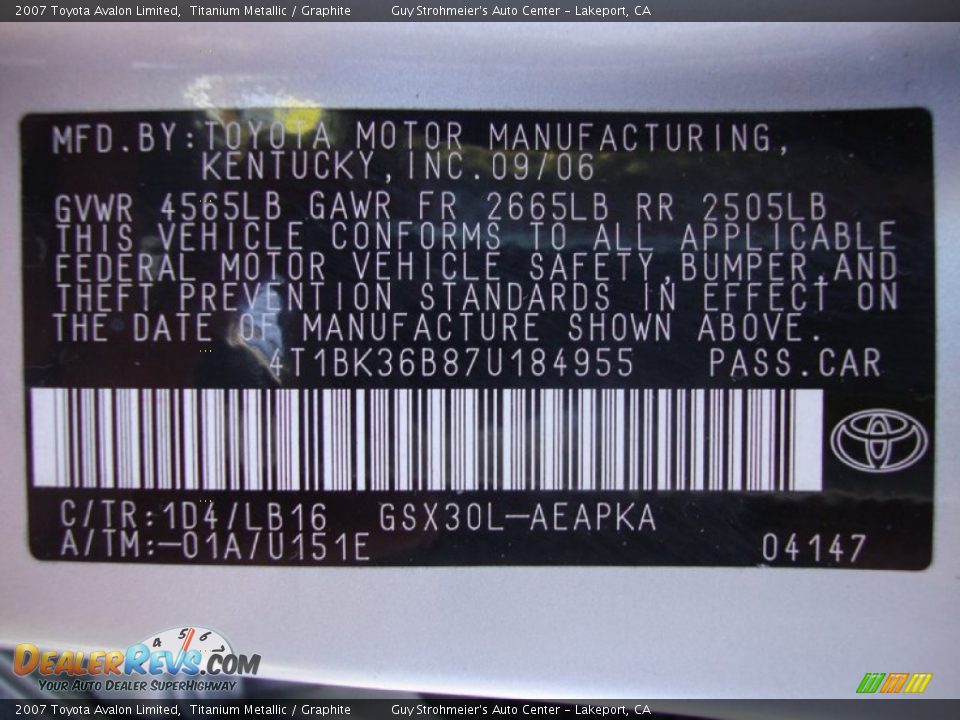 2007 Toyota Avalon Limited, Titanium Metallic / Graphite Guy Strohmeier's Auto Center - Lakeport, CA
MFD.BY:TOYOTA MOTOR MANUFACTURING,
KENTUCKY,INC.09/06
GVWR 4565LB GAWR FR 2665LB RR 2505LB
THIS VEHICLE CONFORMS TO ALL APPLICABLE
FEDERAL MOTOR VEHICLE SAFETY,BUMPER,AND
THEFT PREVENTION STANDARDS IN EFFECT ON
THE DATE OF MANUFACTURE SHOWN ABOVE.
4T1BK36B87U184955 PASS.CAR
C/TR:1D4/LB16 GSX30L-AEAPKA
A/TM:-01A/U151E 04147
4 5 6 7
DealerRevs.com
Your Auto Dealer SuperHighway
2007 Toyota Avalon Limited, Titanium Metallic / Graphite Guy Strohmeier's Auto Center - Lakeport, CA